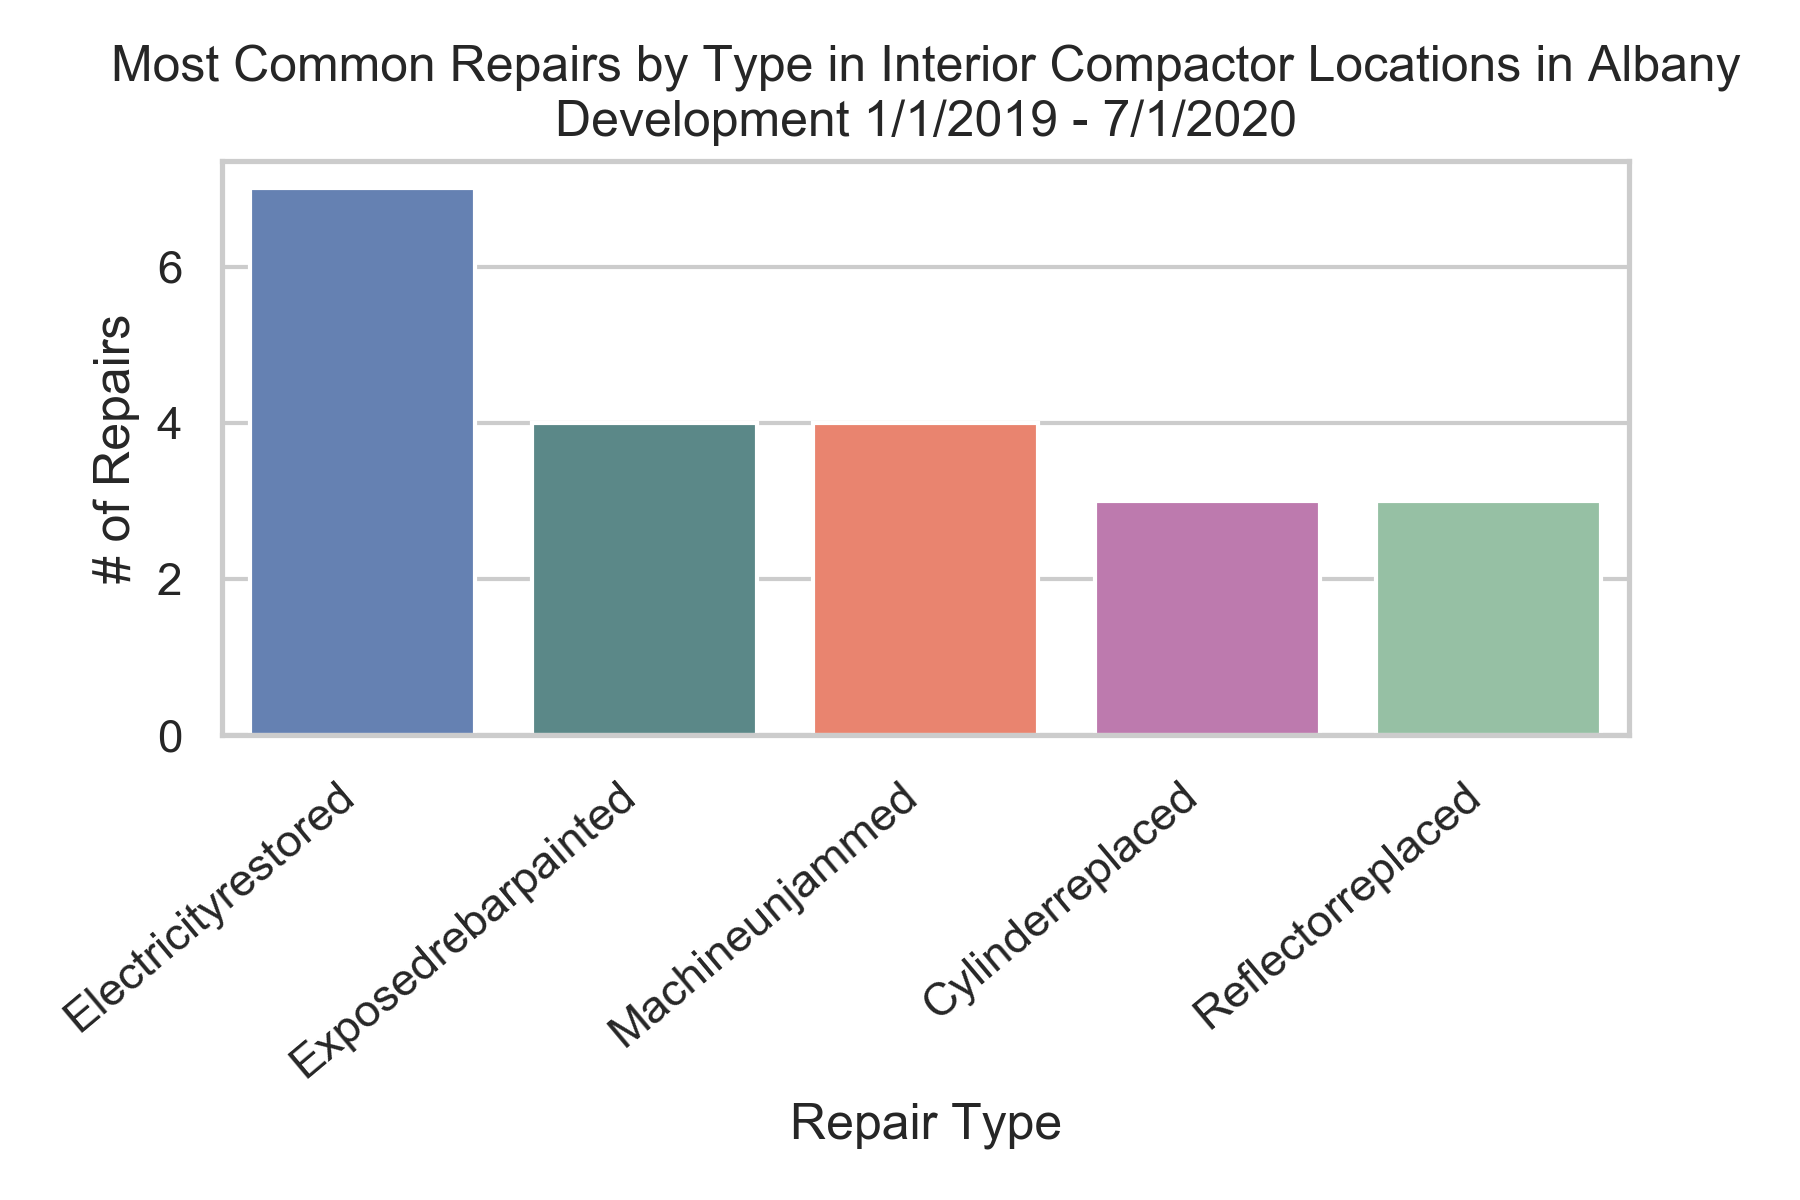 Most Common Repairs by Type in Interior Compactor Locations in Albany
Development 1/1/2019 - 7/1/2020
# of Repairs
6
4
2
0
Electricityrestored
Exposedrebarpainted
Machineunjammed
Cylinderreplaced
Reflectorreplaced
Repair Type